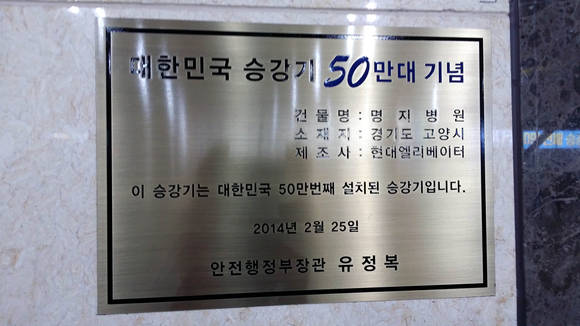 대한민국 승강기 50만대 기념
건 물 명 : 명 지 병 원
소 재 지 : 경기도 고양시
제 조 사 : 현대엘리베이터
이 승강기는 대한민국 50만번째 설치된 승강기입니다.
2014년 2월 25일
안전행정부장관 유정복